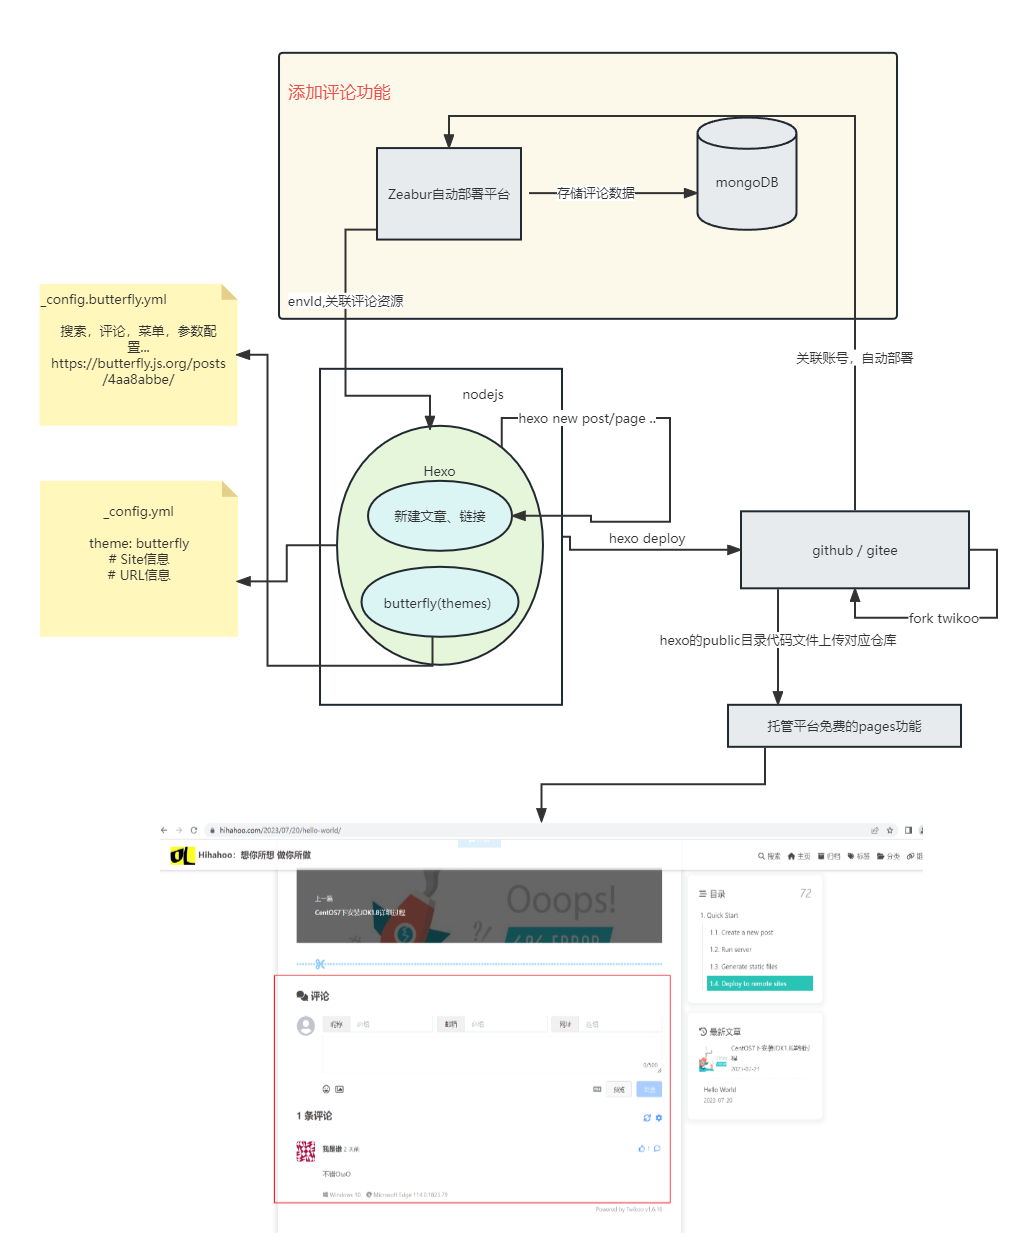 添加评论功能
Zeabur自动部署平台
存储评论数据
mongoDB
envId,关联评论资源
关联账号，自动部署
_config.butterfly.yml
搜索，评论，菜单，参数配
置...
https://butterfly.js.org/posts
/4aa8abbe/
nodejs
hexo new post/page ..
Hexo
新建文章、链接
butterfly(themes)
_config.yml
theme: butterfly
# Site信息
# URL信息
hexo deploy
github / gitee
fork twikoo
hexo的public目录代码文件上传对应仓库
托管平台免费的pages功能
hihahoo.com/2023/07/20/hello-world/
Hihahoo：想你所想 做你所做
搜索 主页 归档 标签 分类
上一篇
CentOS7下安装JDK1.8详细过程
Ooops!
目录 72
1. Quick Start
1.1. Create a new post
1.2. Run server
1.3. Generate static files
1.4. Deploy to remote sites
评论
昵称 必填 邮箱 必填 网址 选填
0/500
预览
最新文章
CentOS7下安装JDK1.8详细过
程
2023-07-21
Hello World
2023-07-20
1 条评论
2 天前
1
不错OωO
Windows 10 Microsoft Edge 114.0.1823.79
Powered by Twikoo v1.6.16